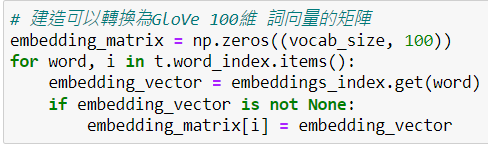 # 建造可以轉換為GloVe 100維 詞向量的矩陣
embedding_matrix = np.zeros((vocab_size, 100))
for word, i in t.word_index.items():
    embedding_vector = embeddings_index.get(word)
    if embedding_vector is not None:
        embedding_matrix[i] = embedding_vector